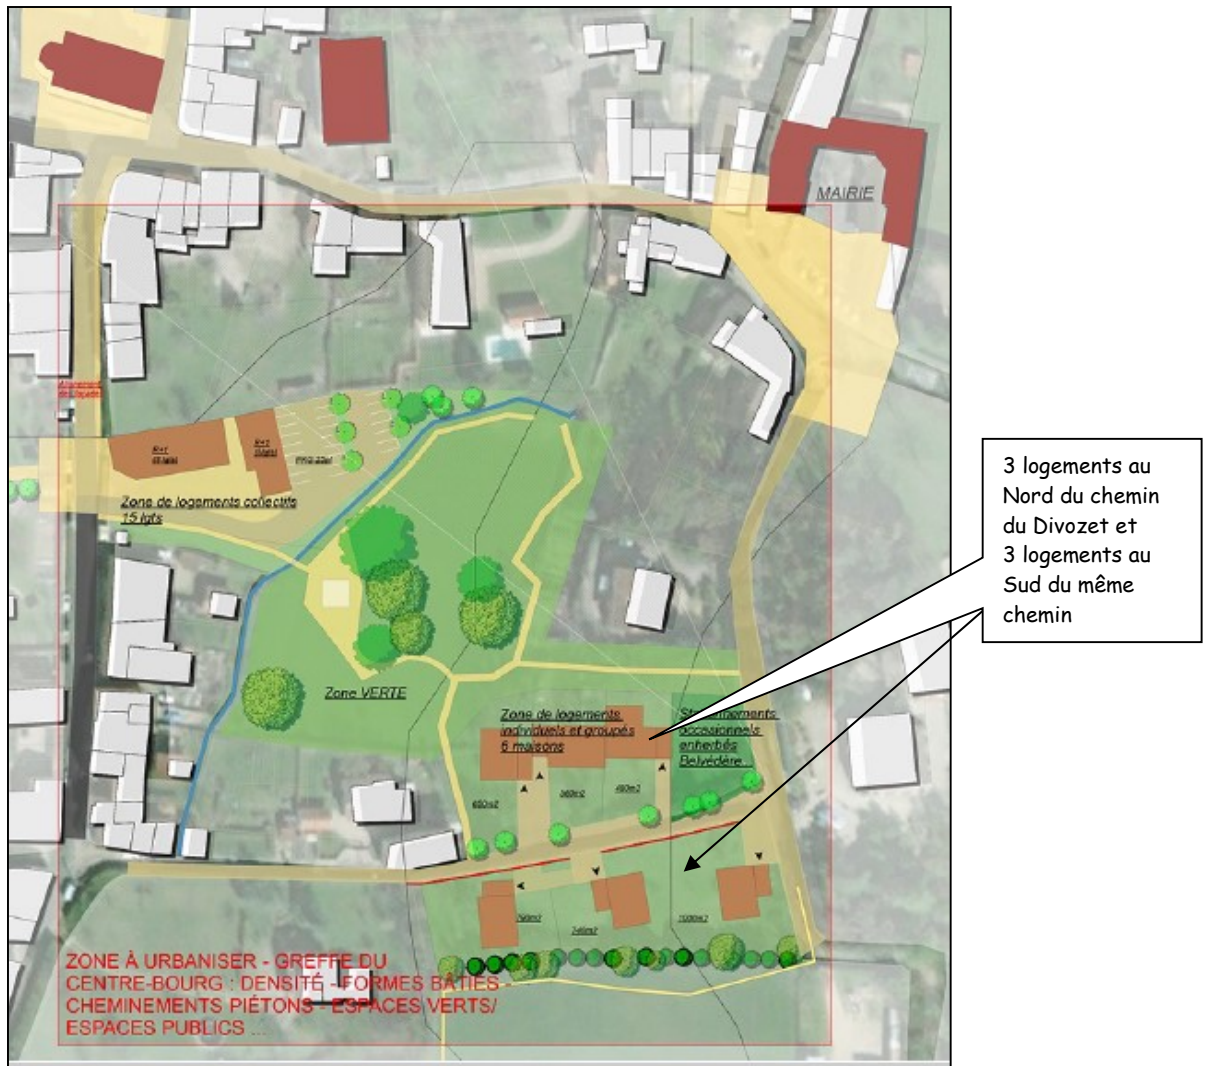 MAIRIE
R+1
R+1
Zone de logements collectifs
15 lgts
3 logements au
Nord du chemin
du Divozet et
3 logements au
Sud du même
chemin
Zone VERTE
Zone de logements
individuels et groupés
6 maisons
Stationnements
occasionnels
enherbés
Belvédère...
ZONE À URBANISER - GREFFE DU
CENTRE-BOURG : DENSITÉ - FORMES BÂTIES -
CHEMINEMENTS PIÉTONS - ESPACES VERTS/
ESPACES PUBLICS ...